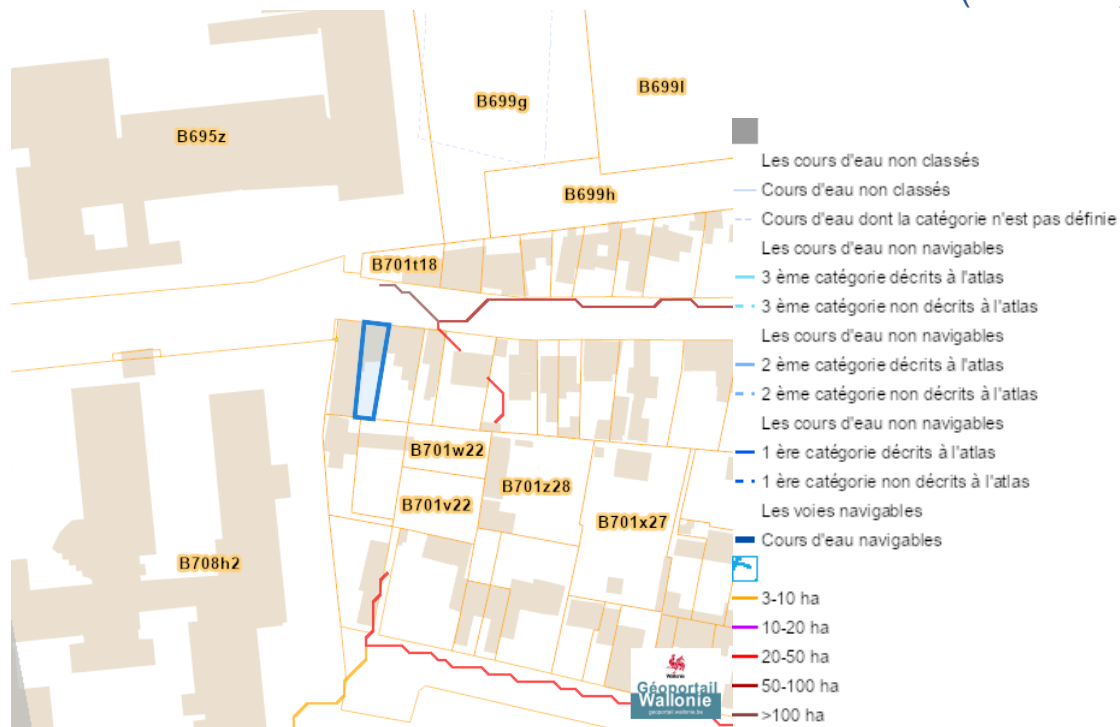 B699g
B699l
B695z
B699h
B701t18
B701w22
B701z28
B701v22
B701x27
B708h2
Les cours d'eau non classés
Cours d'eau non classés
Cours d'eau dont la catégorie n'est pas définie
Les cours d'eau non navigables
3 ème catégorie décrits à l'atlas
3 ème catégorie non décrits à l'atlas
Les cours d'eau non navigables
2 ème catégorie décrits à l'atlas
2 ème catégorie non décrits à l'atlas
Les cours d'eau non navigables
1 ère catégorie décrits à l'atlas
1 ère catégorie non décrits à l'atlas
Les voies navigables
Cours d'eau navigables
3-10 ha
10-20 ha
20-50 ha
50-100 ha
>100 ha
Wallonie
Géoportail
Wallonie
geoportail.wallonie.be